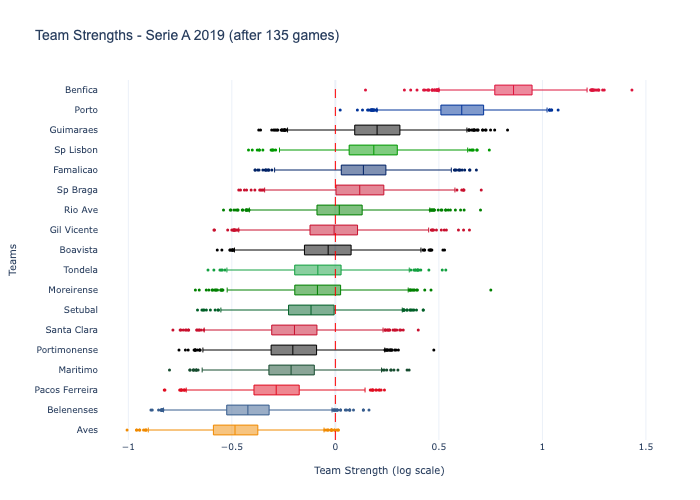 Team Strengths - Serie A 2019 (after 135 games)
Benfica
Porto
Guimaraes
Sp Lisbon
Famalicao
Sp Braga
Rio Ave
Gil Vicente
Boavista
Tondela
Moreirense
Setubal
Santa Clara
Portimonense
Maritimo
Pacos Ferreira
Belenenses
Aves
Teams
−1 −0.5 0 0.5 1 1.5
Team Strength (log scale)